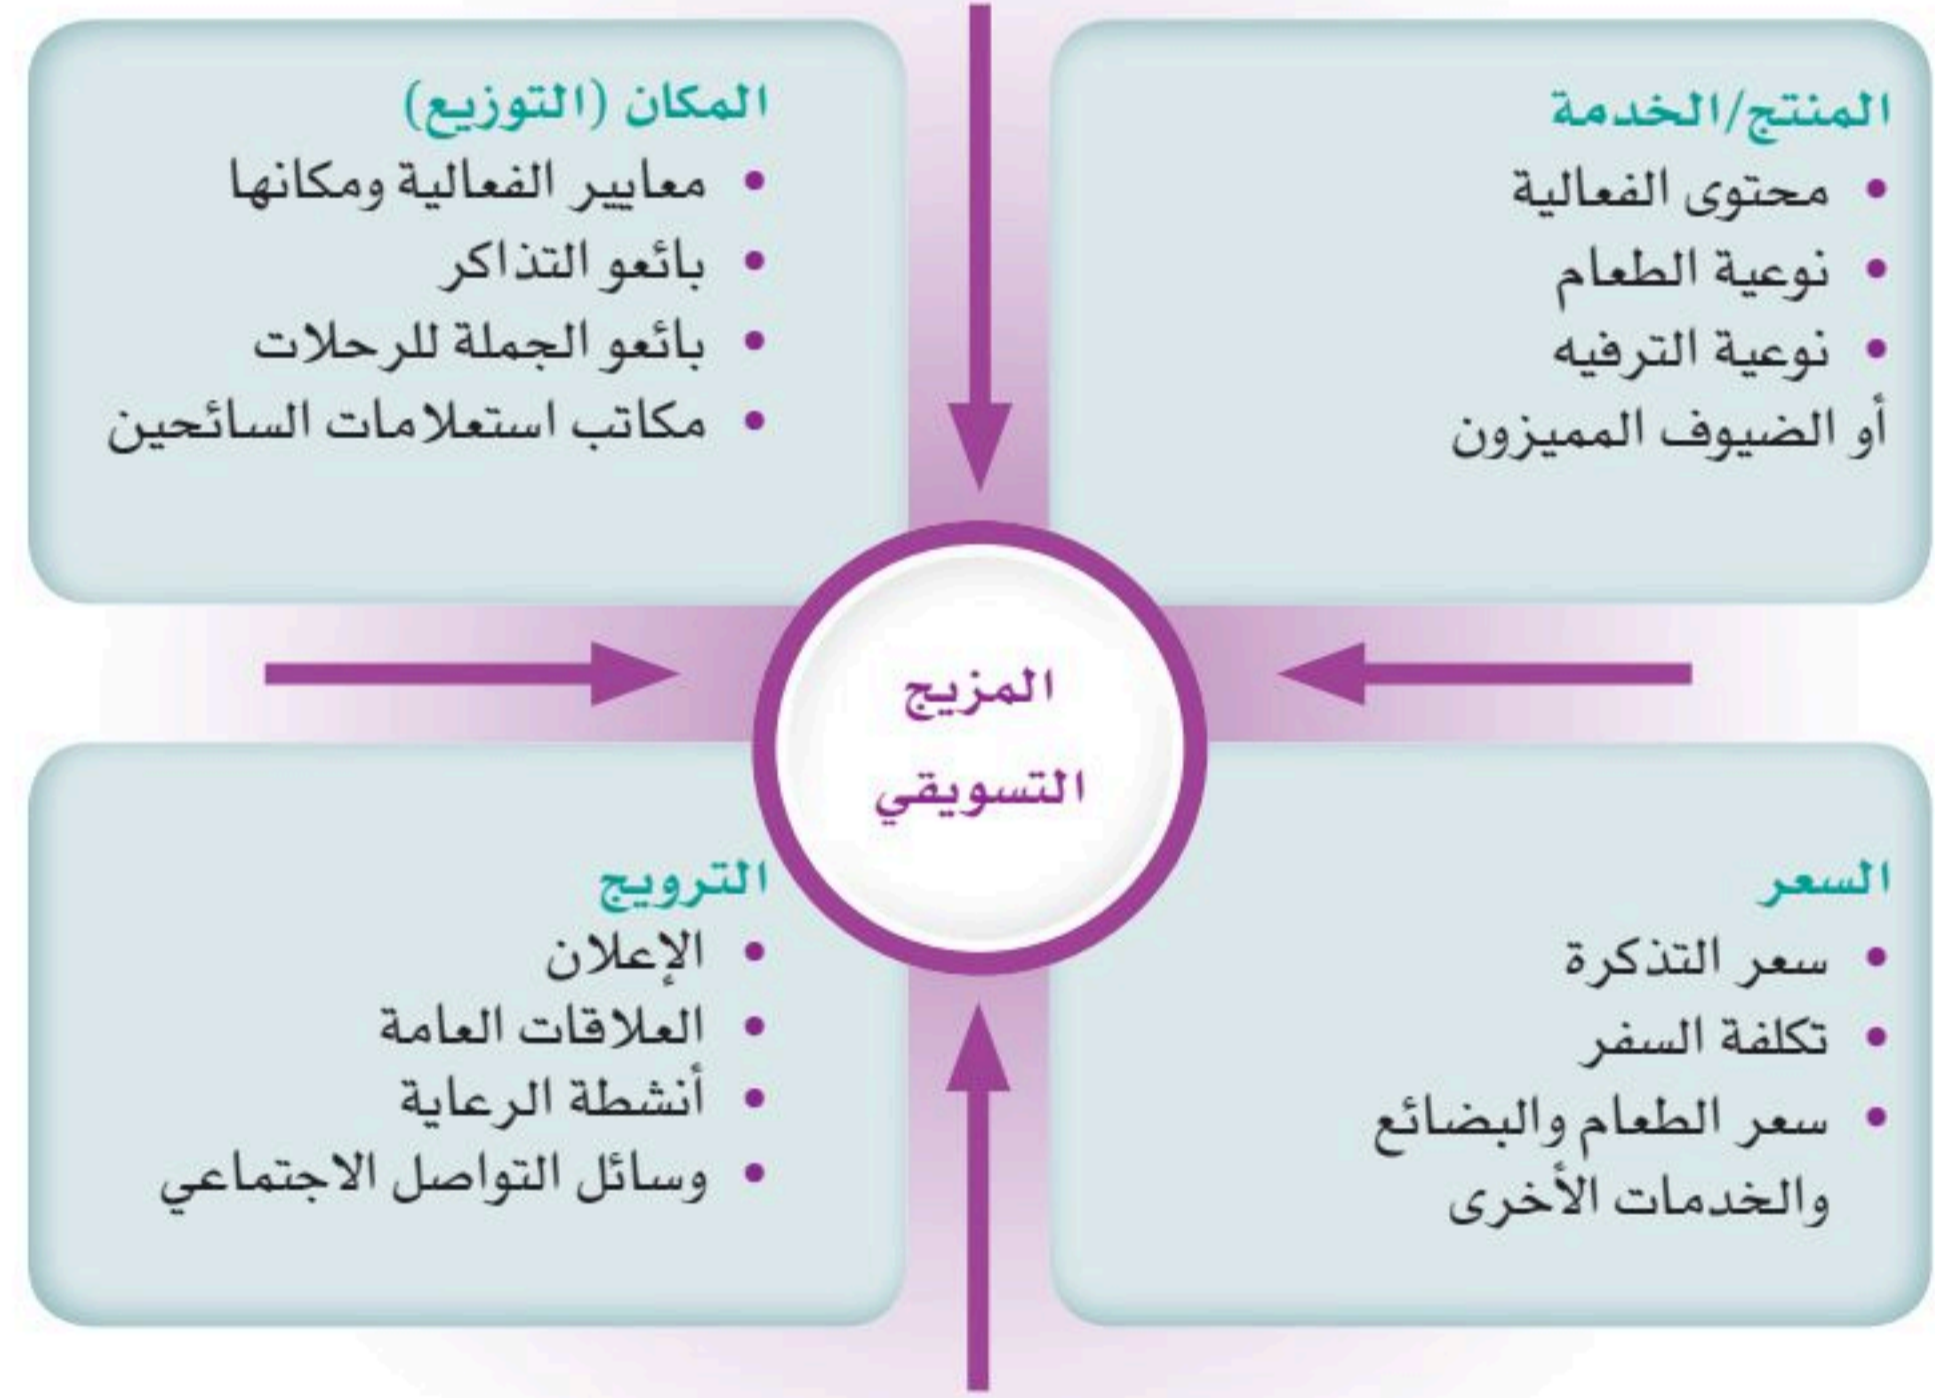 المنتج/الخدمة
• محتوى الفعالية
• نوعية الطعام
• نوعية الترفيه
أو الضيوف المميزون
المكان (التوزيع)
• معايير الفعالية ومكانها
• بائعو التذاكر
• بائعو الجملة للرحلات
• مكاتب استعلامات السائحين
المزيج
التسويقي
السعر
• سعر التذكرة
• تكلفة السفر
• سعر الطعام والبضائع
والخدمات الأخرى
الترويج
• الإعلان
• العلاقات العامة
• أنشطة الرعاية
• وسائل التواصل الاجتماعي